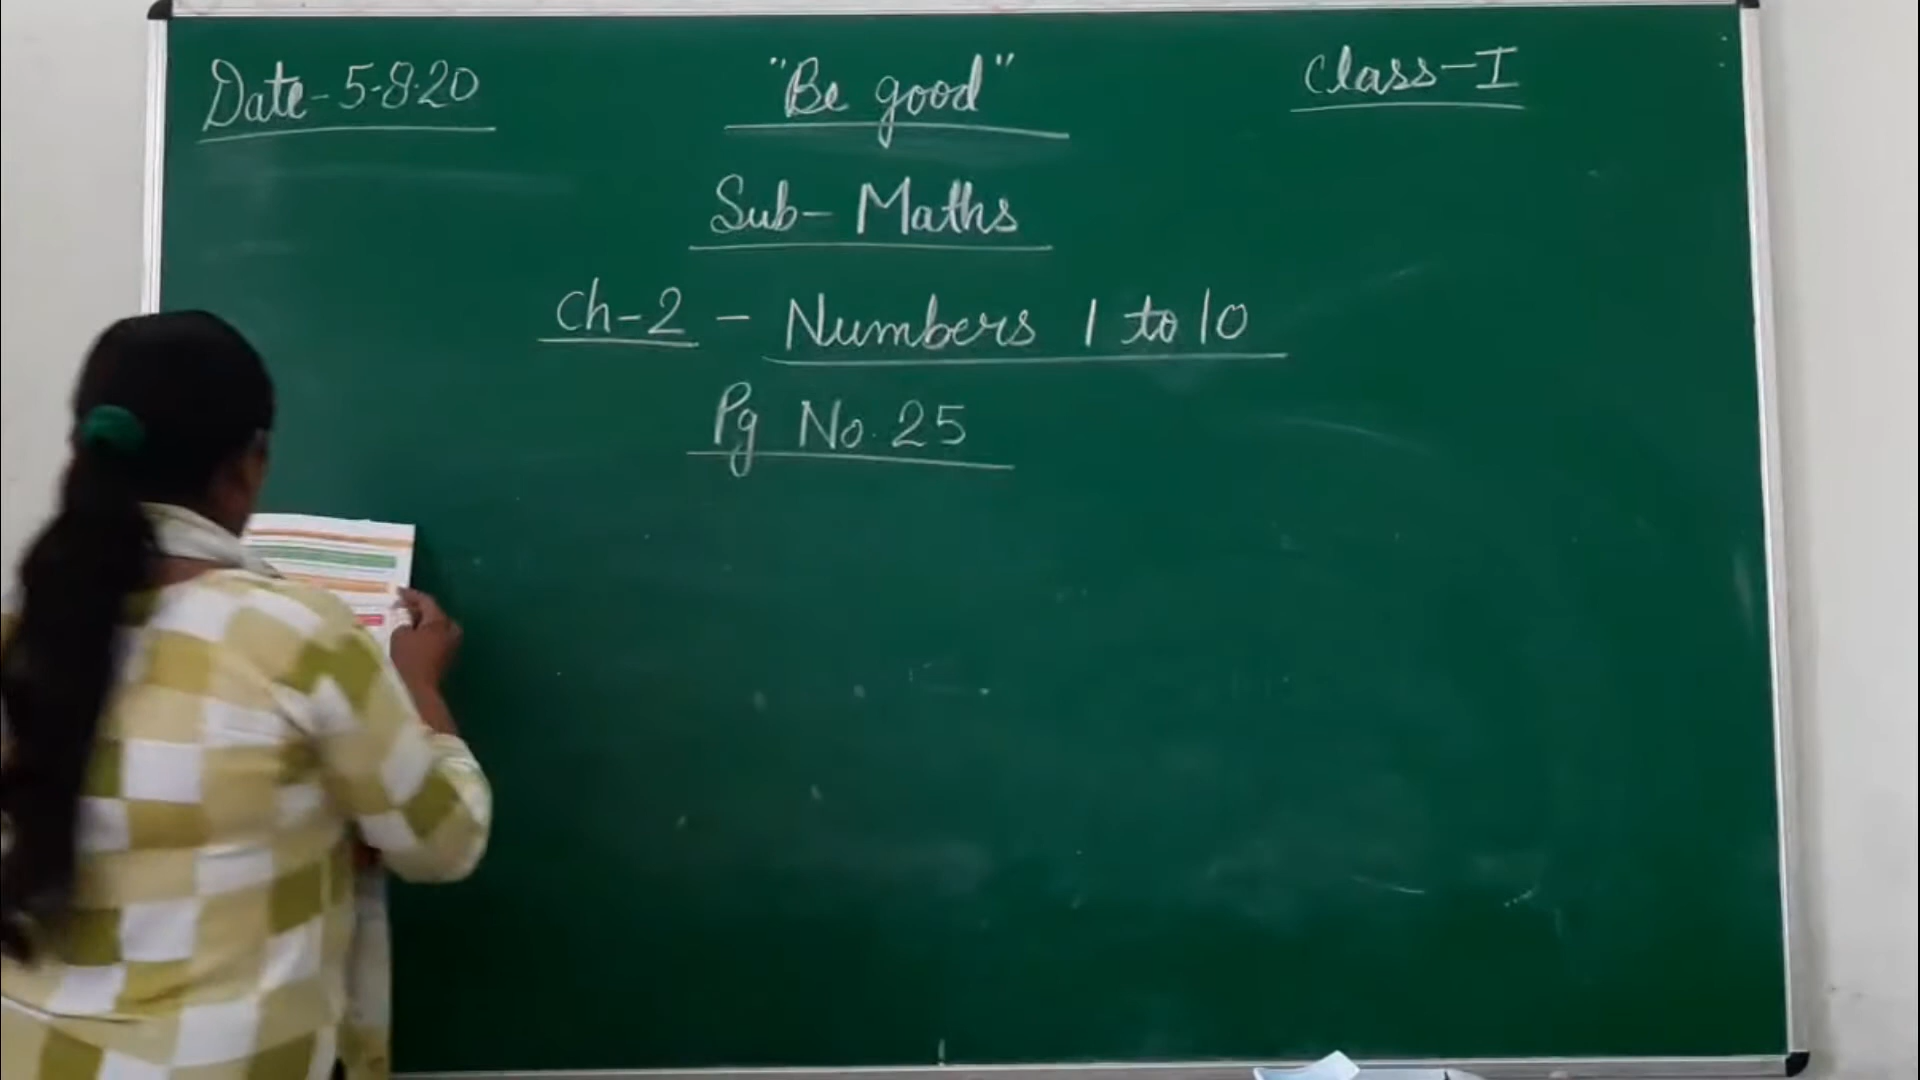 Date-5-8-20
"Be good"
Class-I
Sub- Maths
Ch-2 - Numbers 1 to 10
Pg No. 25